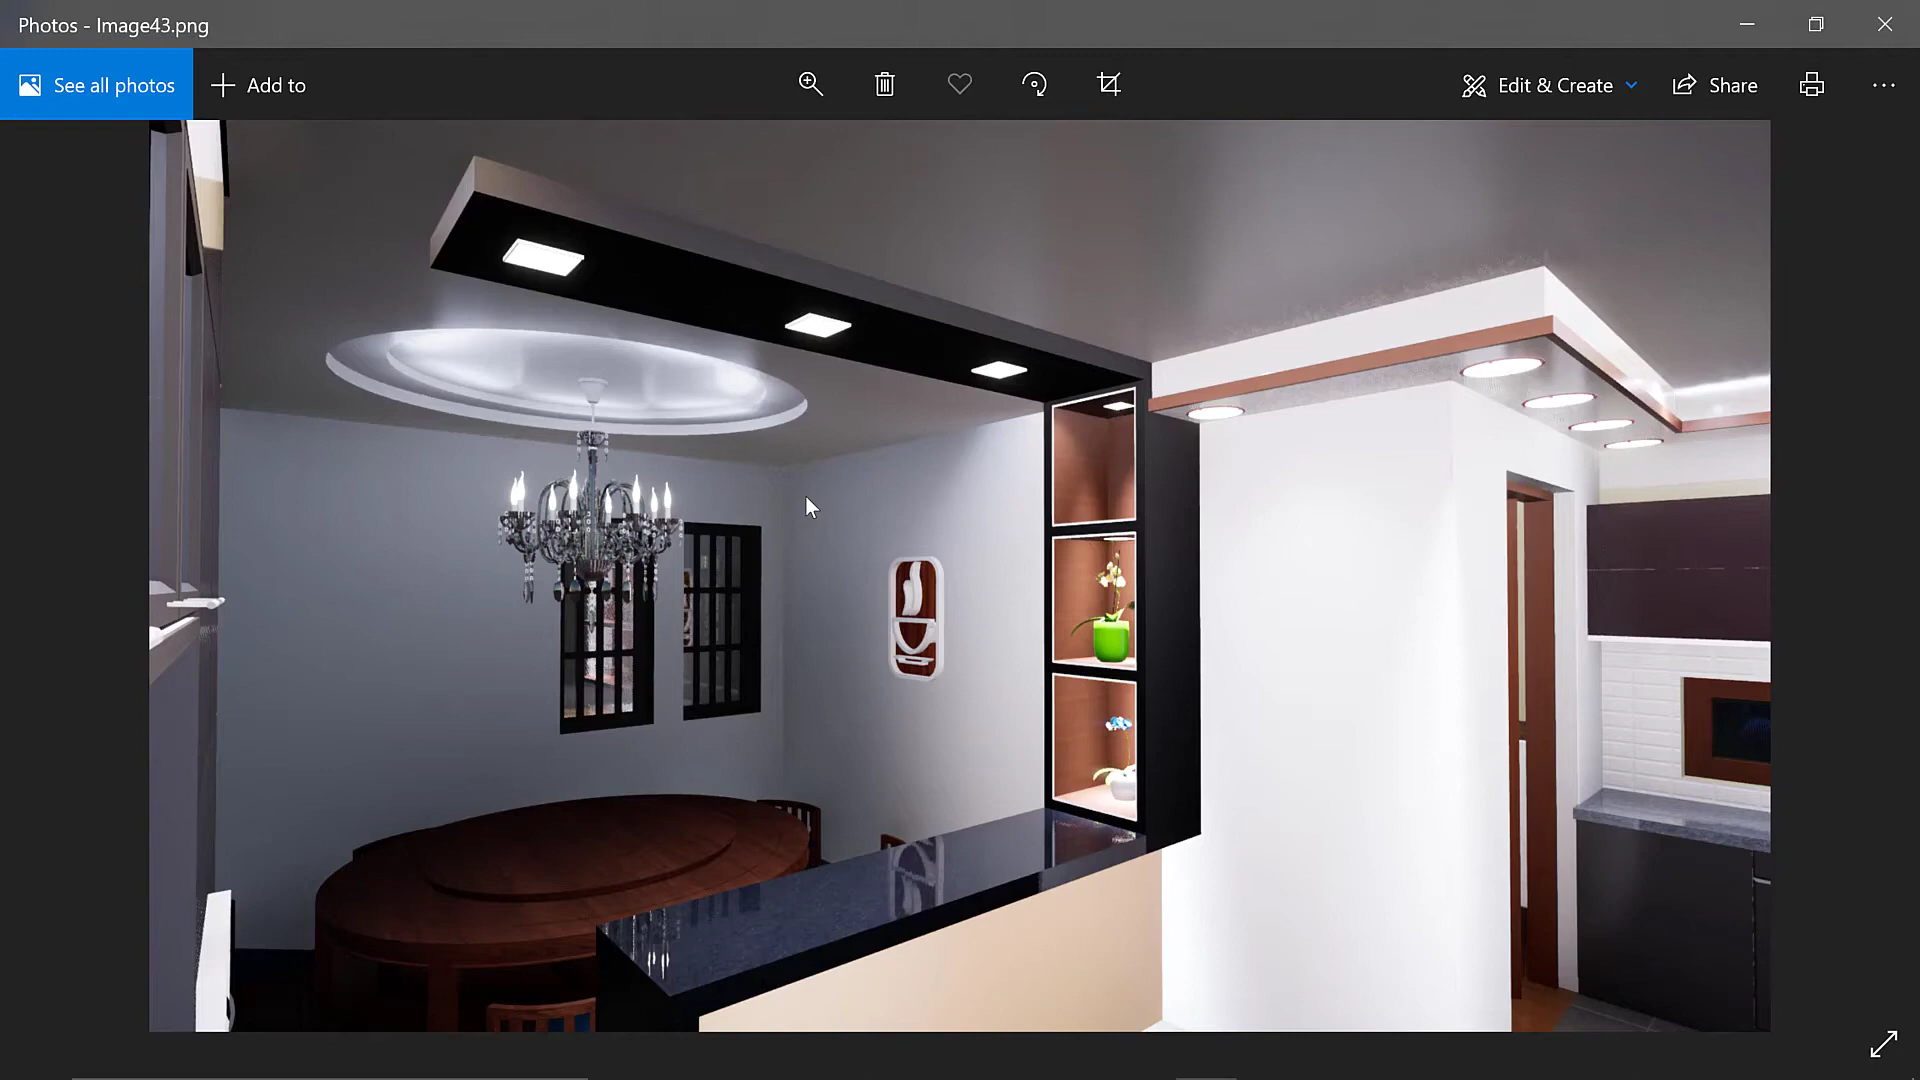 Photos - Image43.png
See all photos
Add to
Edit & Create
Share